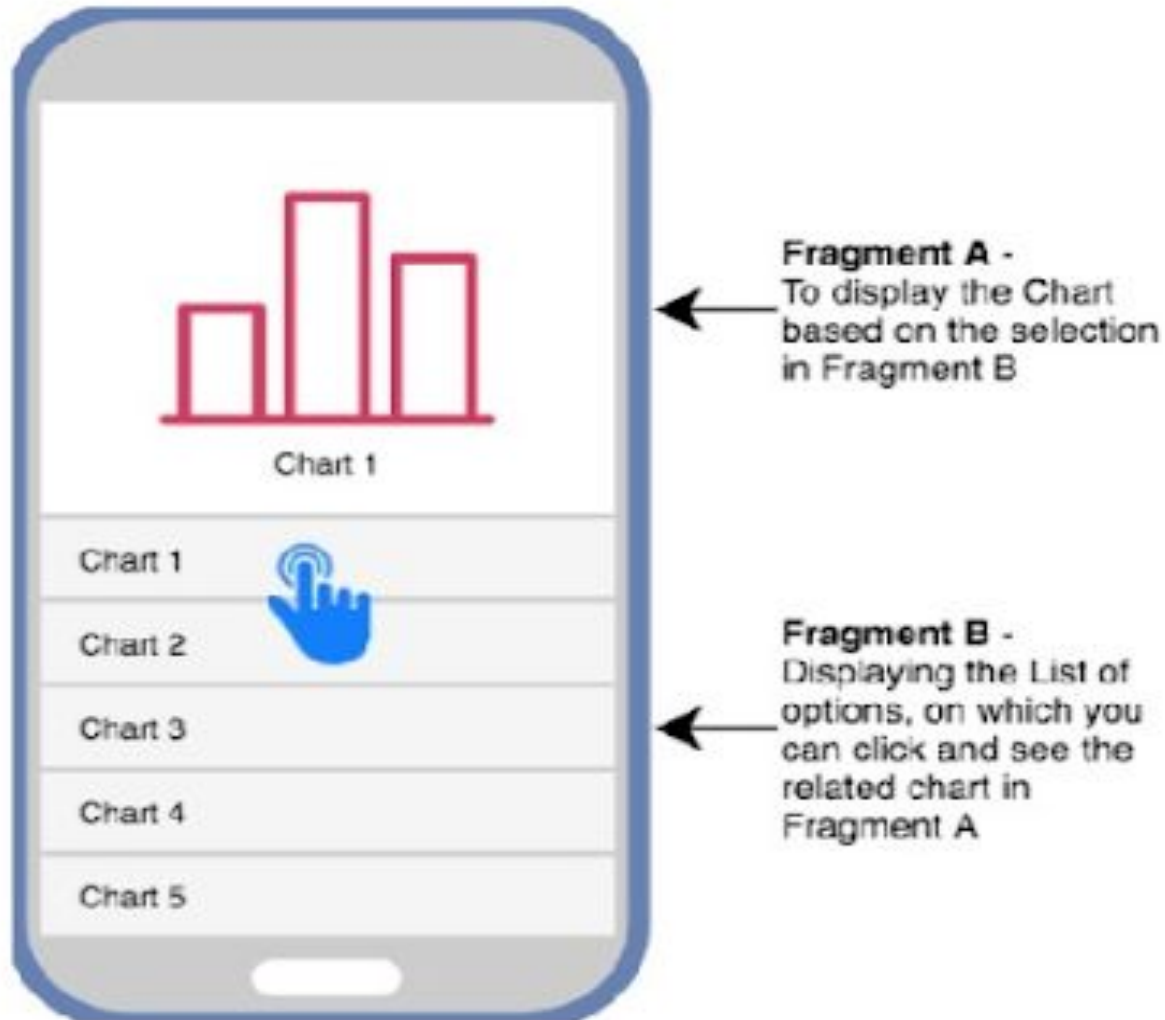 Chart 1
Chart 1
Chart 2
Chart 3
Chart 4
Chart 5
Fragment A -
To display the Chart
based on the selection
in Fragment B
Fragment B -
Displaying the List of
options, on which you
can click and see the
related chart in
Fragment A